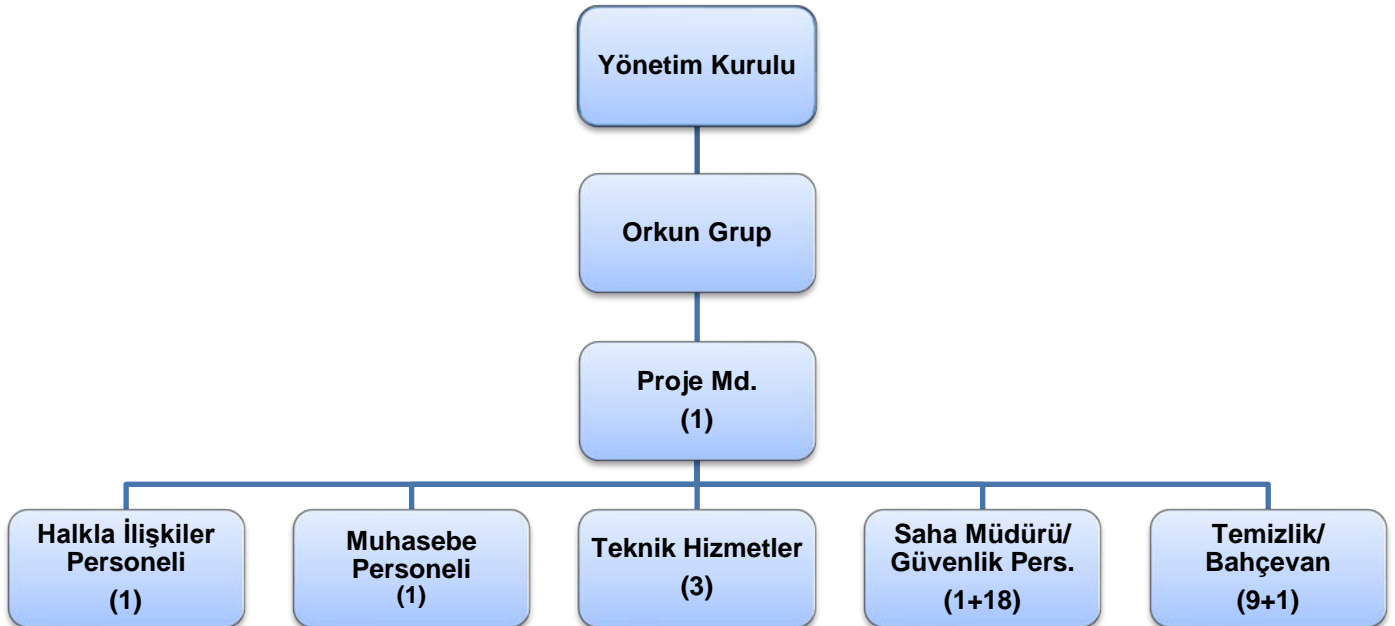 Yönetim Kurulu
Orkun Grup
Proje Md.
(1)
Halkla İlişkiler
Personeli
(1)
Muhasebe
Personeli
(1)
Teknik Hizmetler
(3)
Saha Müdürü/
Güvenlik Pers.
(1+18)
Temizlik/
Bahçevan
(9+1)